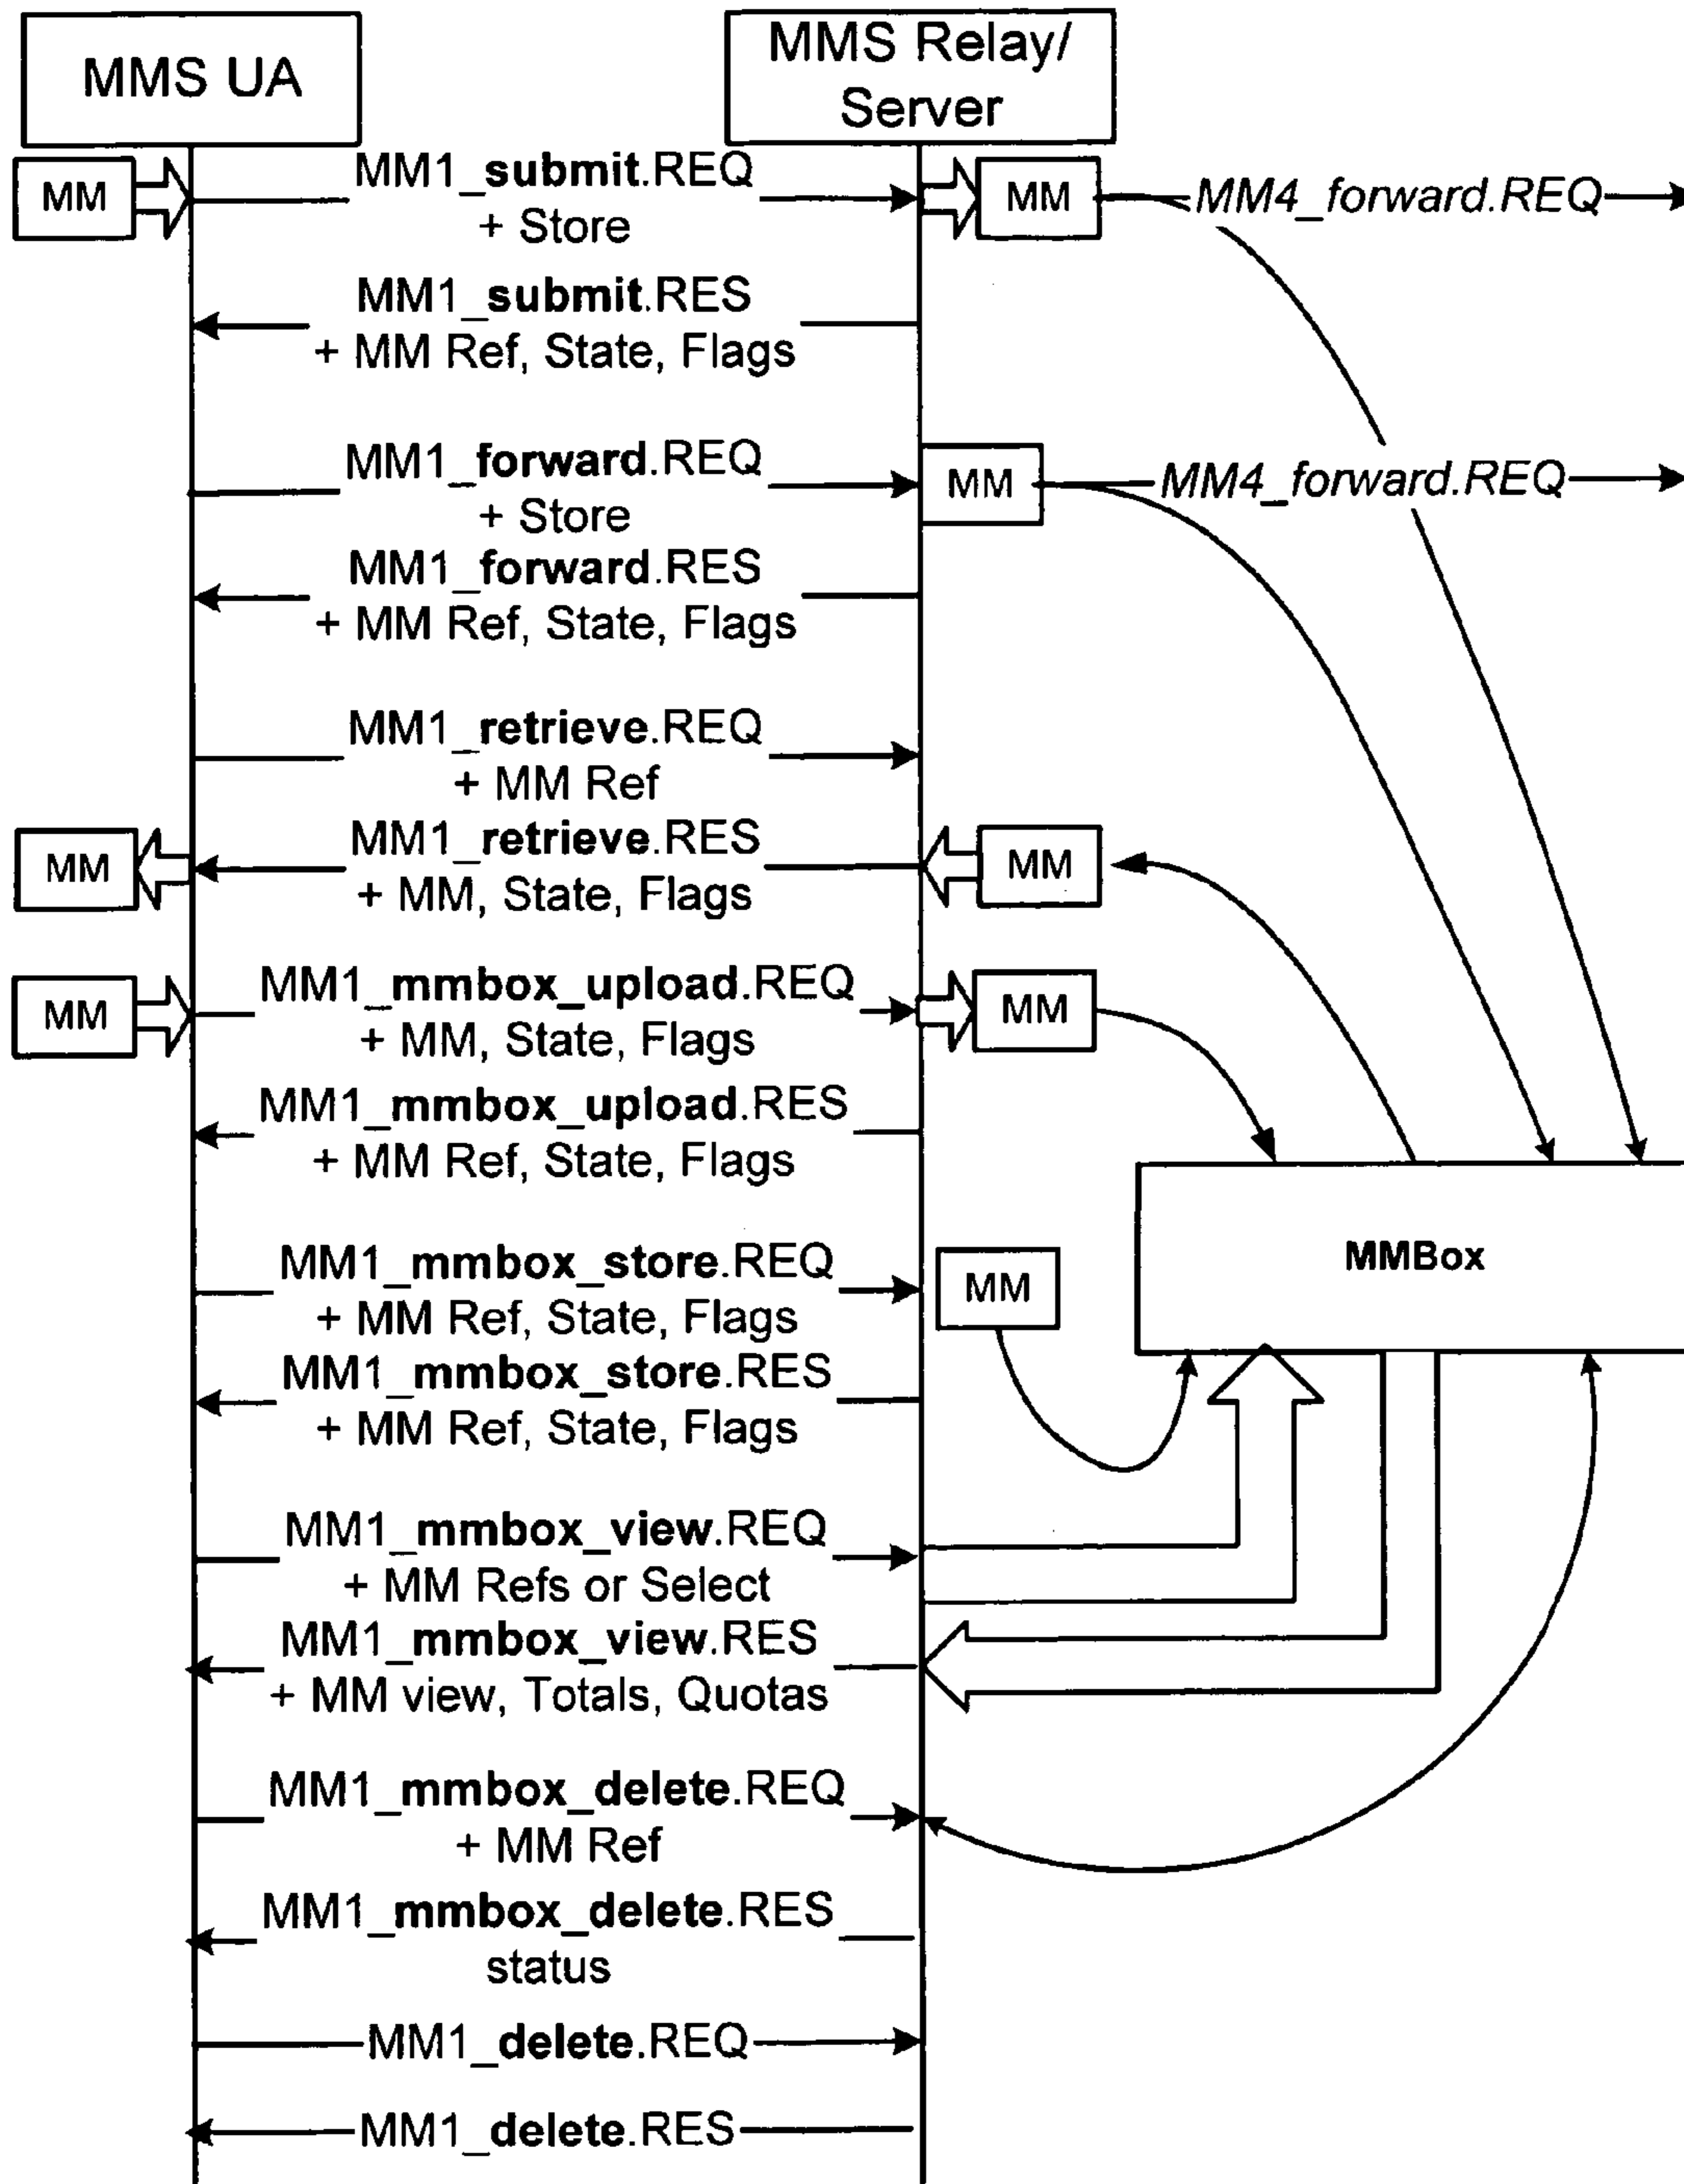 MMS UA
MMS Relay/
Server
MM
MM1_submit.REQ
+ Store
MM
MM4_forward.REQ
MM1_submit.RES
+ MM Ref, State, Flags
MM1_forward.REQ
+ Store
MM
MM4_forward.REQ
MM1_forward.RES
+ MM Ref, State, Flags
MM1_retrieve.REQ
+ MM Ref
MM
MM1_retrieve.RES
+ MM, State, Flags
MM
MM
MM1_mmbox_upload.REQ
+ MM, State, Flags
MM
MM1_mmbox_upload.RES
+ MM Ref, State, Flags
MMBox
MM1_mmbox_store.REQ
+ MM Ref, State, Flags
MM
MM1_mmbox_store.RES
+ MM Ref, State, Flags
MM1_mmbox_view.REQ
+ MM Refs or Select
MM1_mmbox_view.RES
+ MM view, Totals, Quotas
MM1_mmbox_delete.REQ
+ MM Ref
MM1_mmbox_delete.RES
status
MM1_delete.REQ
MM1_delete.RES